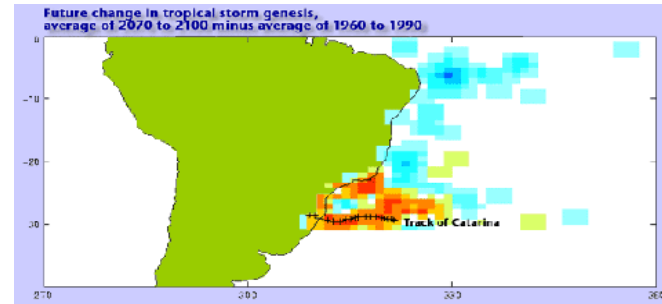 Future change in tropical storm genesis,
average of 2070 to 2100 minus average of 1960 to 1990
0
-10
-20
30
Track of Catarina
270
300
330